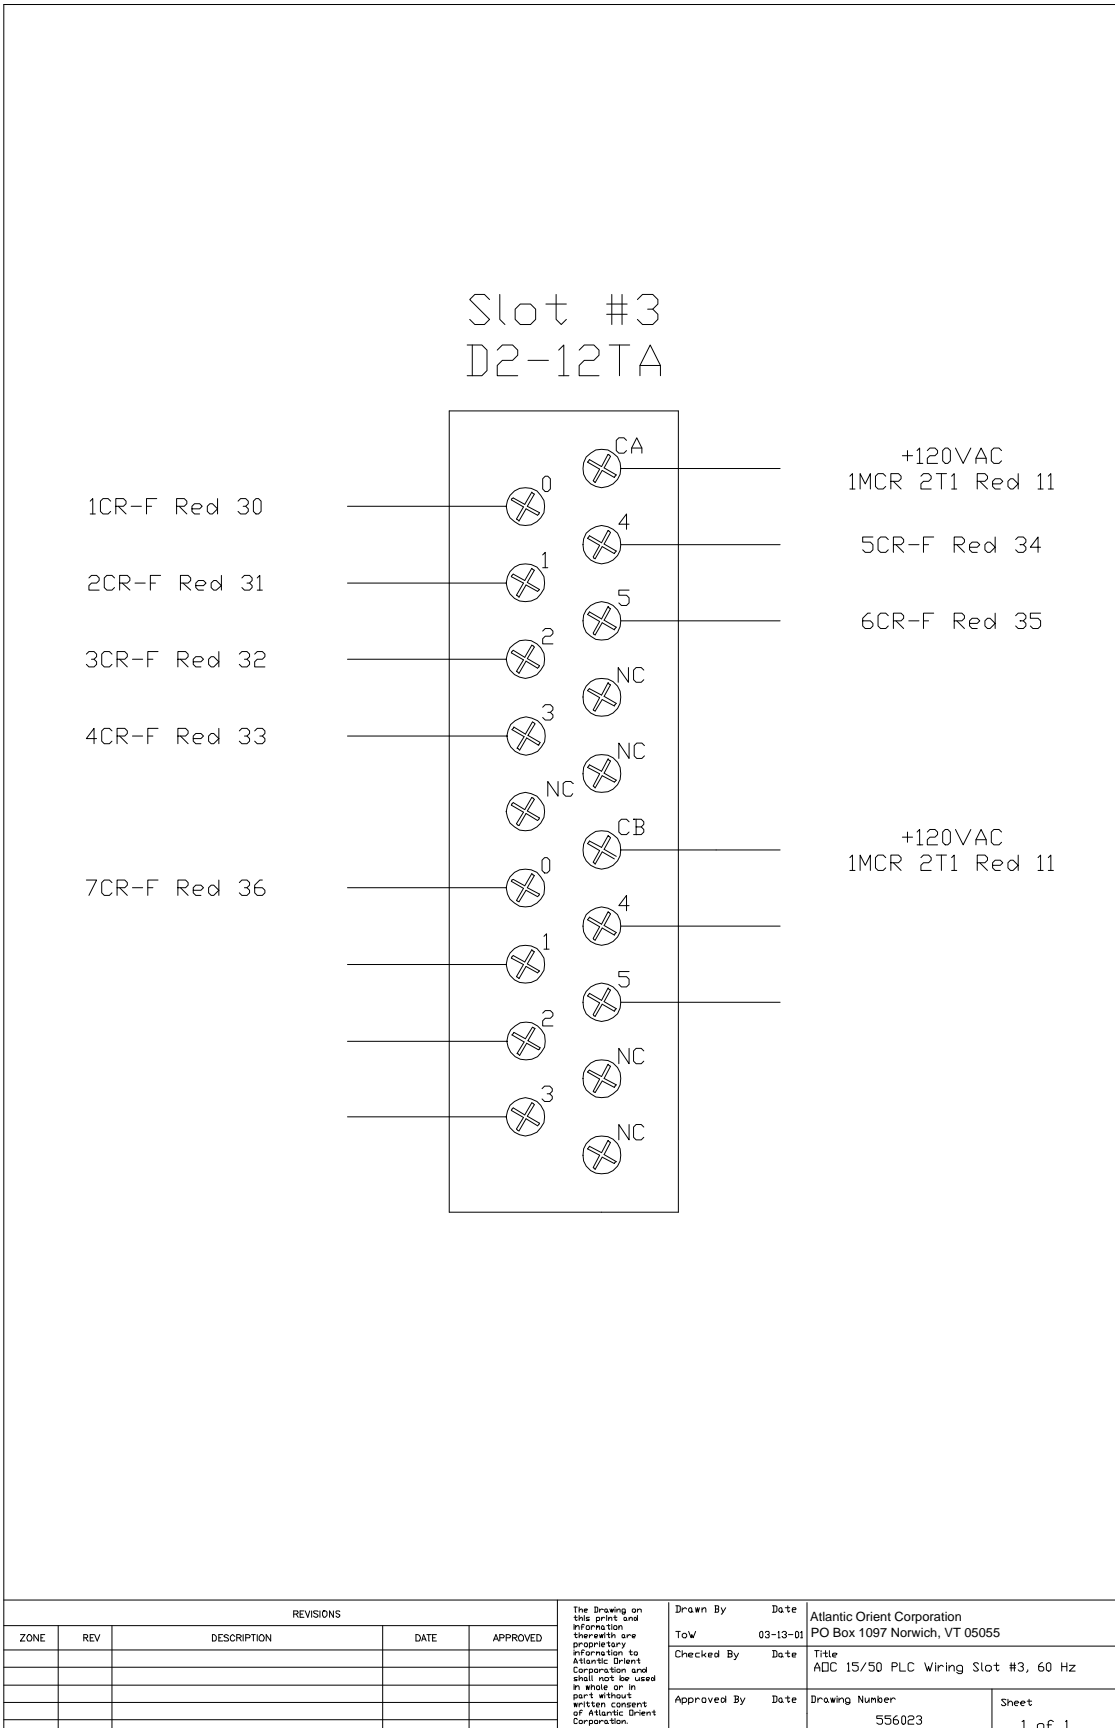 Slot #3
D2-12TA
CA
+120VAC
1MCR 2T1 Red 11
0
1CR-F Red 30
4
5CR-F Red 34
1
2CR-F Red 31
5
6CR-F Red 35
2
3CR-F Red 32
NC
3
4CR-F Red 33
NC
NC
CB
+120VAC
1MCR 2T1 Red 11
0
7CR-F Red 36
4
1
5
2
NC
3
NC
REVISIONS
ZONE REV DESCRIPTION DATE APPROVED
The Drawing on
this print and
information
therewith are
proprietary
information to
Atlantic Orient
Corporation and
shall not be used
in whole or in
part without
written consent
of Atlantic Orient
Corporation.
Drawn By Date
ToW 03-13-01
Checked By Date
Approved By Date
Atlantic Orient Corporation
PO Box 1097 Norwich, VT 05055
Title
AOC 15/50 PLC Wiring Slot #3, 60 Hz
Drawing Number
556023
Sheet
1 of 1